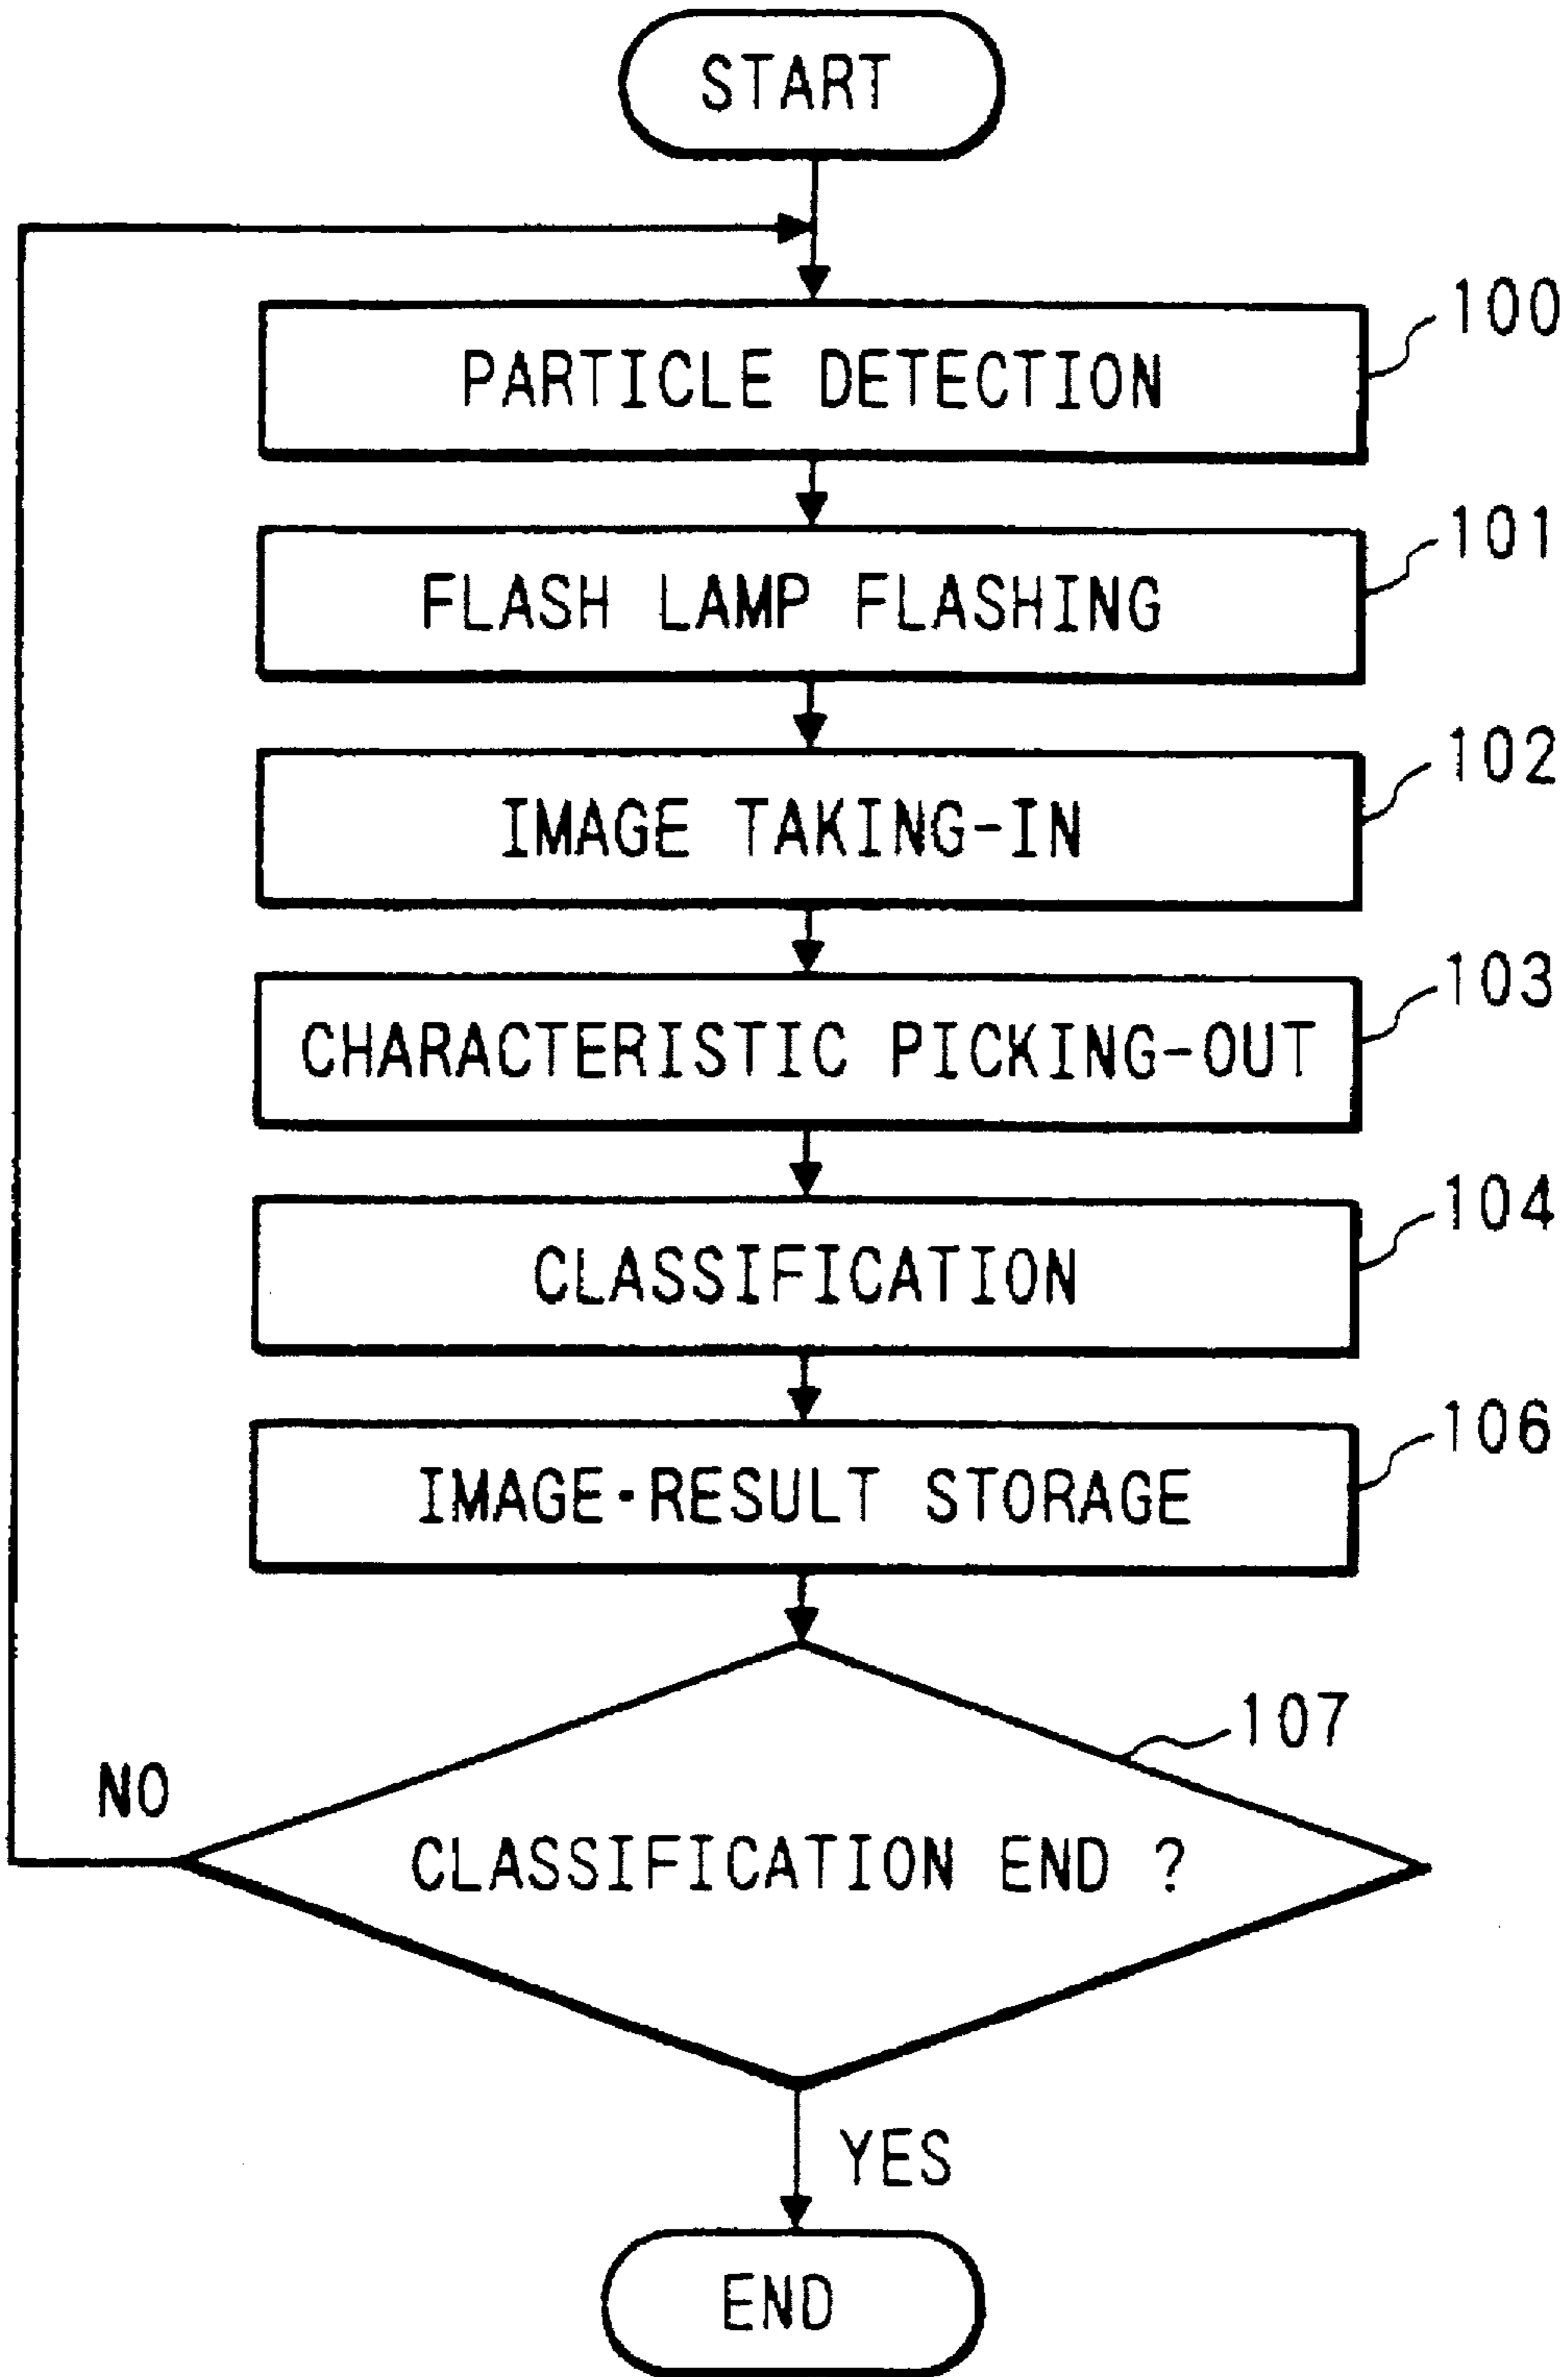 START
100
PARTICLE DETECTION
101
FLASH LAMP FLASHING
102
IMAGE TAKING-IN
103
CHARACTERISTIC PICKING-OUT
104
CLASSIFICATION
106
IMAGE·RESULT STORAGE
107
NO
CLASSIFICATION END ?
YES
END